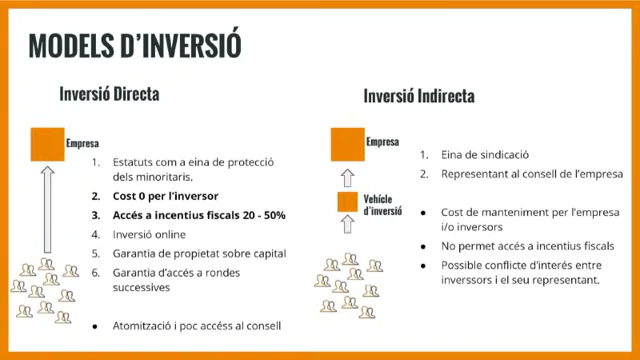 MODELS D'INVERSIÓ
Inversió Directa
Empresa
1. Estatuts com a eina de protecció
dels minoritaris.
2. Cost 0 per l'inversor
3. Accés a incentius fiscals 20 - 50%
4. Inversió online
5. Garantia de propietat sobre capital
6. Garantia d'accés a rondes
successives
● Atomització i poc accéss al consell
Inversió Indirecta
Empresa
Vehícle
d'inversió
1. Eina de sindicació
2. Representant al consell de l'empresa
● Cost de manteniment per l'empresa
i/o inversors
● No permet accés a incentius fiscals
● Possible conflicte d'interés entre
inverssors i el seu representant.